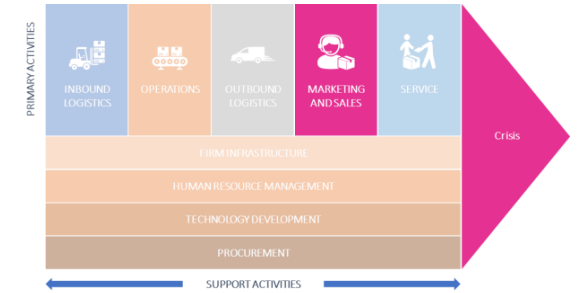 PRIMARY ACTIVITIES
INBOUND
LOGISTICS
OPERATIONS
OUTBOUND
LOGISTICS
MARKETING
AND SALES
SERVICE
Crisis
FIRM INFRASTRUCTURE
HUMAN RESOURCE MANAGEMENT
TECHNOLOGY DEVELOPMENT
PROCUREMENT
SUPPORT ACTIVITIES